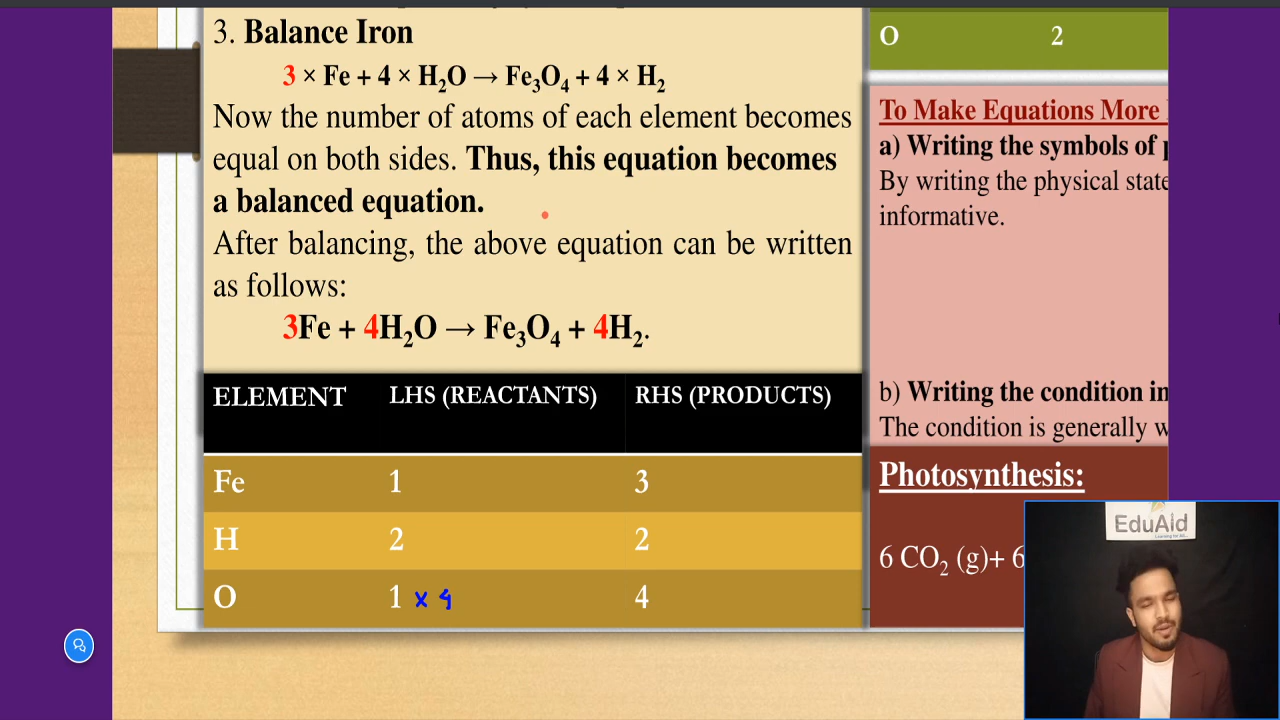 3. Balance Iron
3 × Fe + 4 × H₂O → Fe₃O₄ + 4 × H₂
Now the number of atoms of each element becomes
equal on both sides. Thus, this equation becomes
a balanced equation.
After balancing, the above equation can be written
as follows:
3Fe + 4H₂O → Fe₃O₄ + 4H₂.
ELEMENT LHS (REACTANTS) RHS (PRODUCTS)
Fe 1 3
H 2 2
O 1 × 4 4
O 2
To Make Equations More
a) Writing the symbols of
By writing the physical state
informative.
b) Writing the condition in
The condition is generally
Photosynthesis:
6 CO₂ (g)+ 6
EduAid